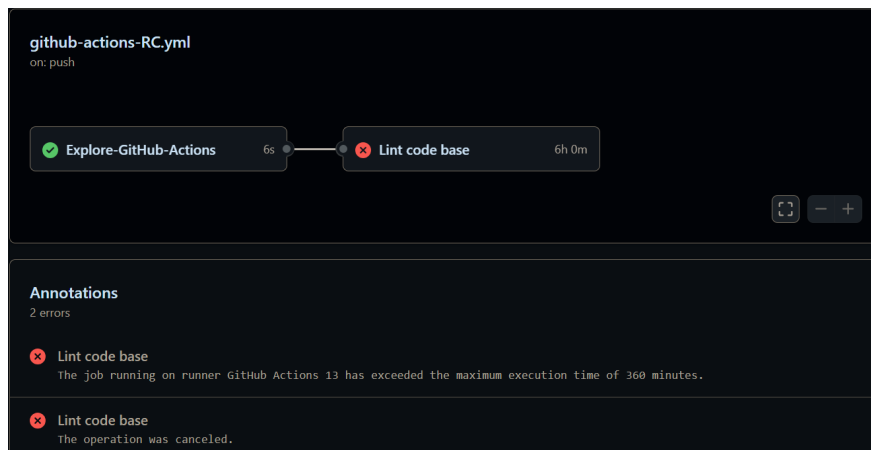 github-actions-RC.yml
on: push
Explore-GitHub-Actions 6s
Lint code base 6h 0m
Annotations
2 errors
Lint code base
The job running on runner GitHub Actions 13 has exceeded the maximum execution time of 360 minutes.
Lint code base
The operation was canceled.